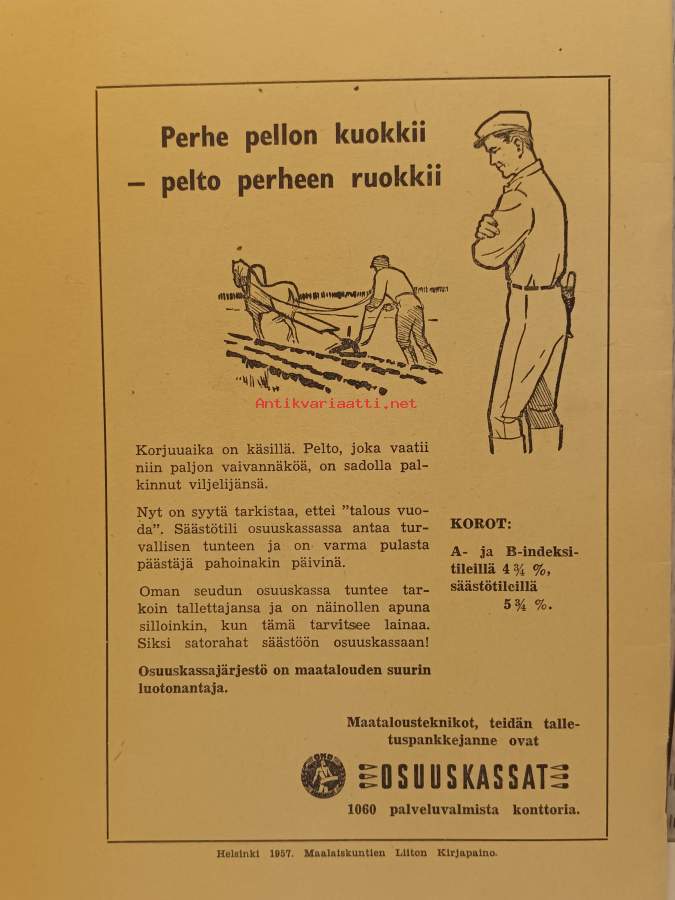 Perhe pellon kuokkii
– pelto perheen ruokkii
Antikvariaatti.net
Korjuuaika on käsillä. Pelto, joka vaatii
niin paljon vaivannäköä, on sadolla pal-
kinnut viljelijänsä.
Nyt on syytä tarkistaa, ettei ”talous vuo-
da”. Säästötili osuuskassassa antaa tur-
vallisen tunteen ja on varma pulasta
päästäjä pahoinakin päivinä.
Oman seudun osuuskassa tuntee tar-
koin tallettajansa ja on näinollen apuna
silloinkin, kun tämä tarvitsee lainaa.
Siksi satorahat säästöön osuuskassaan!
Osuuskassajärjestö on maatalouden suurin
luotonantaja.
KOROT:
A- ja B-indeksi-
tileillä 4 ¾ %,
säästötileillä
5 ¾ %.
Maatalousteknikot, teidän talle-
tuspankkejanne ovat
OSUUSKASSAT
1060 palveluvalmista konttoria.
Helsinki 1957. Maalaiskuntien Liiton Kirjapaino.